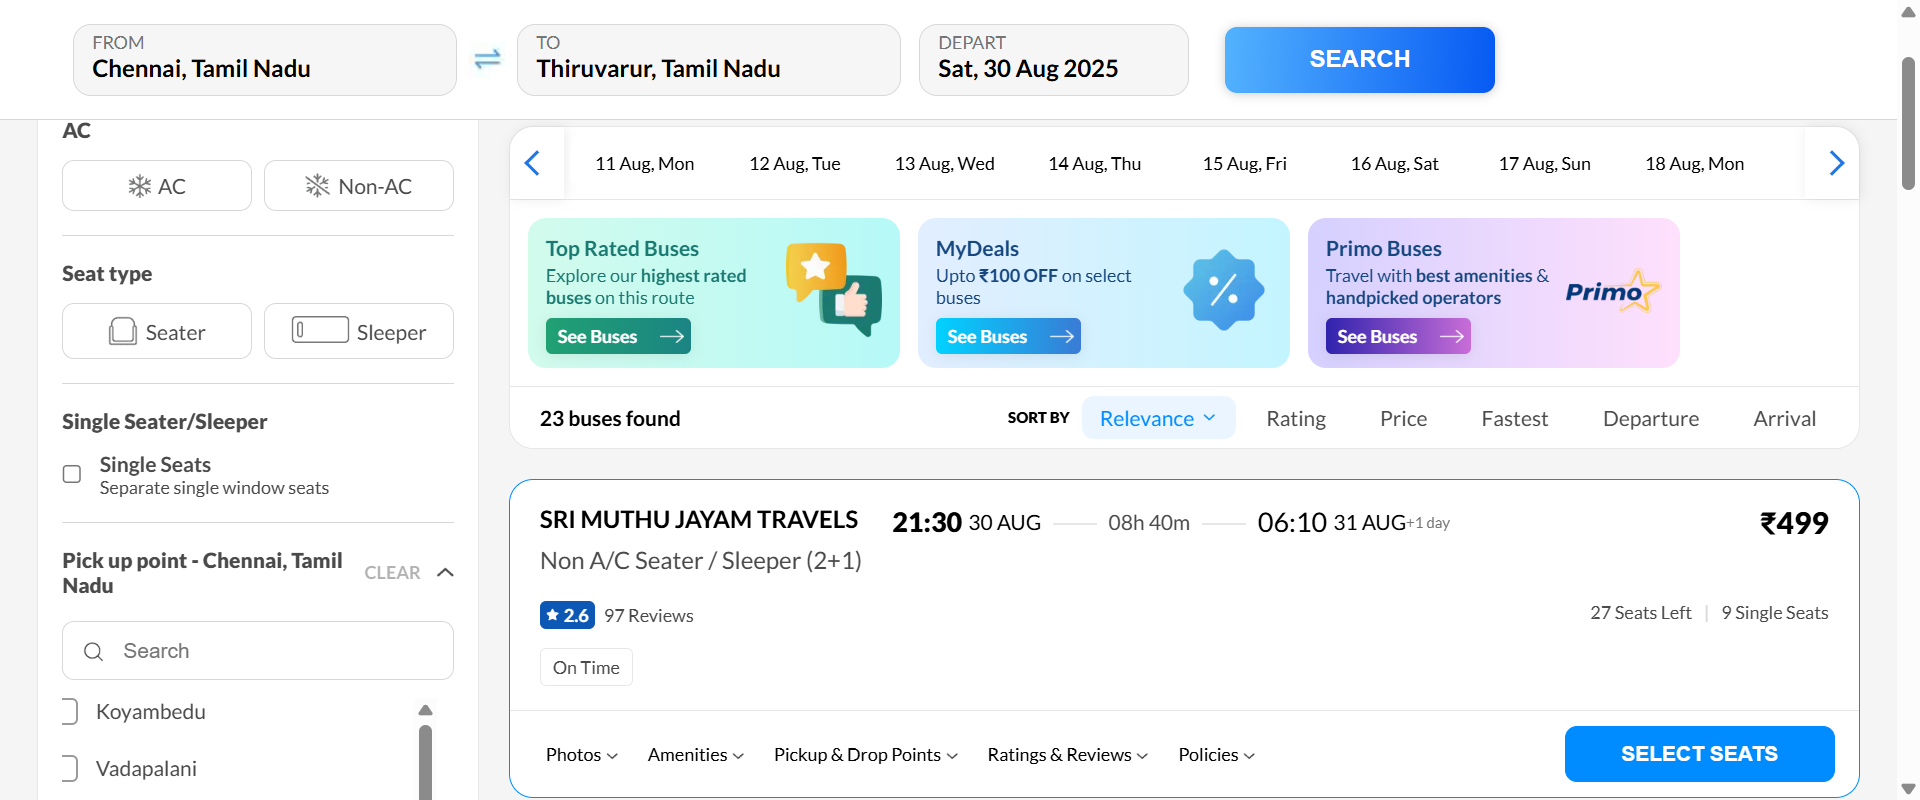 FROM
Chennai, Tamil Nadu
TO
Thiruvarur, Tamil Nadu
DEPART
Sat, 30 Aug 2025
SEARCH
AC
AC
Non-AC
Seat type
Seater
Sleeper
Single Seater/Sleeper
Single Seats
Separate single window seats
Pick up point - Chennai, Tamil
Nadu
CLEAR
Search
Koyambedu
Vadapalani
11 Aug, Mon
12 Aug, Tue
13 Aug, Wed
14 Aug, Thu
15 Aug, Fri
16 Aug, Sat
17 Aug, Sun
18 Aug, Mon
Top Rated Buses
Explore our highest rated
buses on this route
See Buses
MyDeals
Upto ₹100 OFF on select
buses
See Buses
Primo Buses
Travel with best amenities &
handpicked operators
See Buses
Primo
23 buses found
SORT BY
Relevance
Rating
Price
Fastest
Departure
Arrival
SRI MUTHU JAYAM TRAVELS
21:30 30 AUG
08h 40m
06:10 31 AUG+1 day
₹499
Non A/C Seater / Sleeper (2+1)
2.6
97 Reviews
27 Seats Left | 9 Single Seats
On Time
Photos
Amenities
Pickup & Drop Points
Ratings & Reviews
Policies
SELECT SEATS